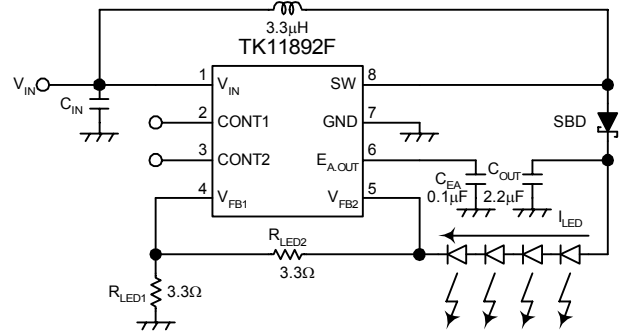 3.3μH
TK11892F
V_IN
C_IN
1 V_IN SW 8
2 CONT1 GND 7
3 CONT2 E_A.OUT 6
4 V_FB1 V_FB2 5
SBD
C_EA
0.1μF
C_OUT
2.2μF
I_LED
R_LED2
3.3Ω
R_LED1 3.3Ω